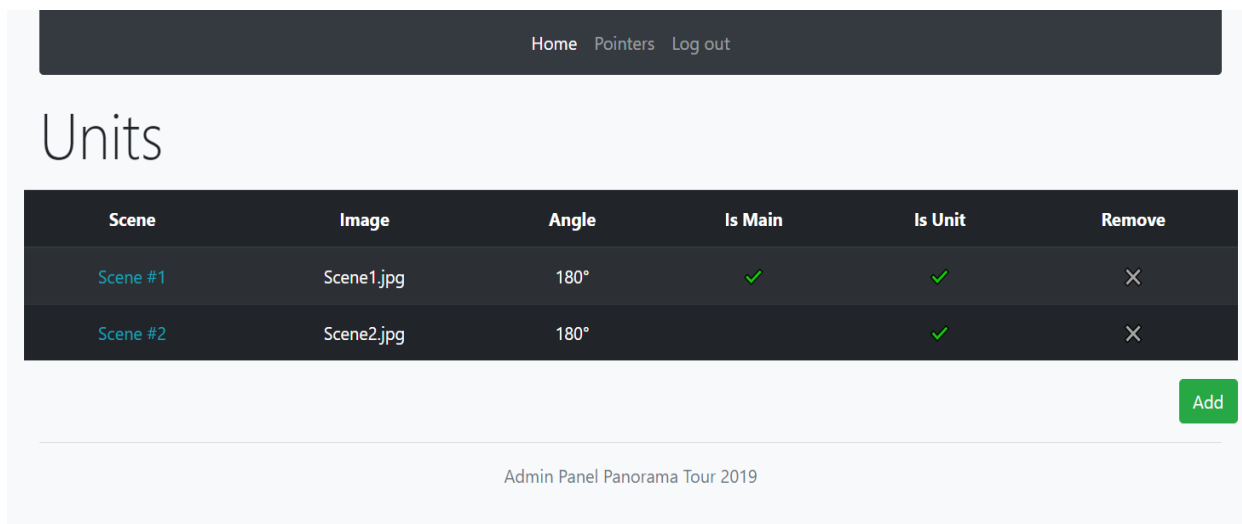 Home Pointers Log out
Units
Scene Image Angle Is Main Is Unit Remove
Scene #1 Scene1.jpg 180°
Scene #2 Scene2.jpg 180°
Add
Admin Panel Panorama Tour 2019